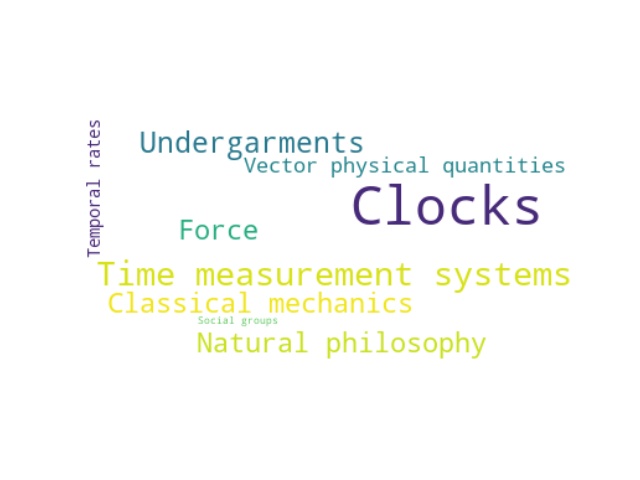 Temporal rates
Undergarments
Vector physical quantities
Clocks
Force
Time measurement systems
Classical mechanics
Social groups
Natural philosophy